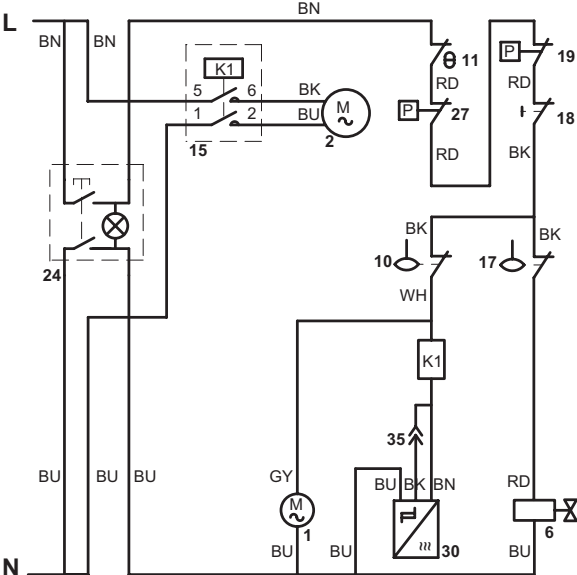 BN
L
BN BN
K1
5 6 BK
1 2 BU
15
M
2
11
P
RD
27
RD
P
19
RD
18
BK
24
BK
10
WH
17
BK
K1
35
BU BU BU
GY
BU BK BN
RD
M
1
30
6
BU BU
BU
N